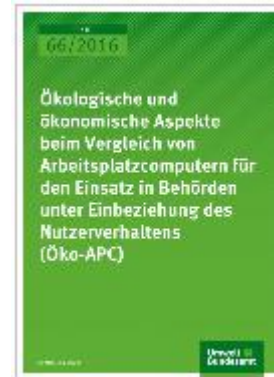 66/2016
Ökologische und
ökonomische Aspekte
beim Vergleich von
Arbeitsplatzcomputern für
den Einsatz in Behörden
unter Einbeziehung des
Nutzerverhaltens
(Öko-APC)
Umwelt
Bundesamt